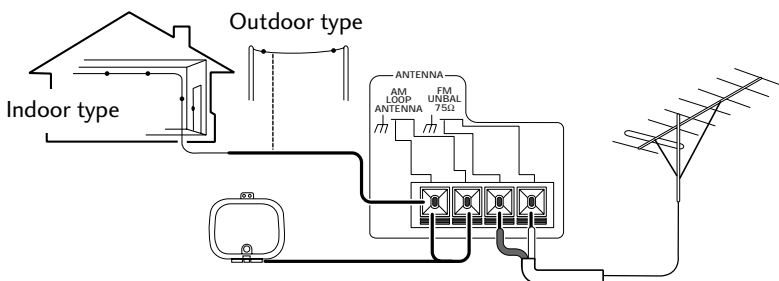 Outdoor type
Indoor type
ANTENNA
AM
LOOP
ANTENNA
FM
UNBAL
75Ω